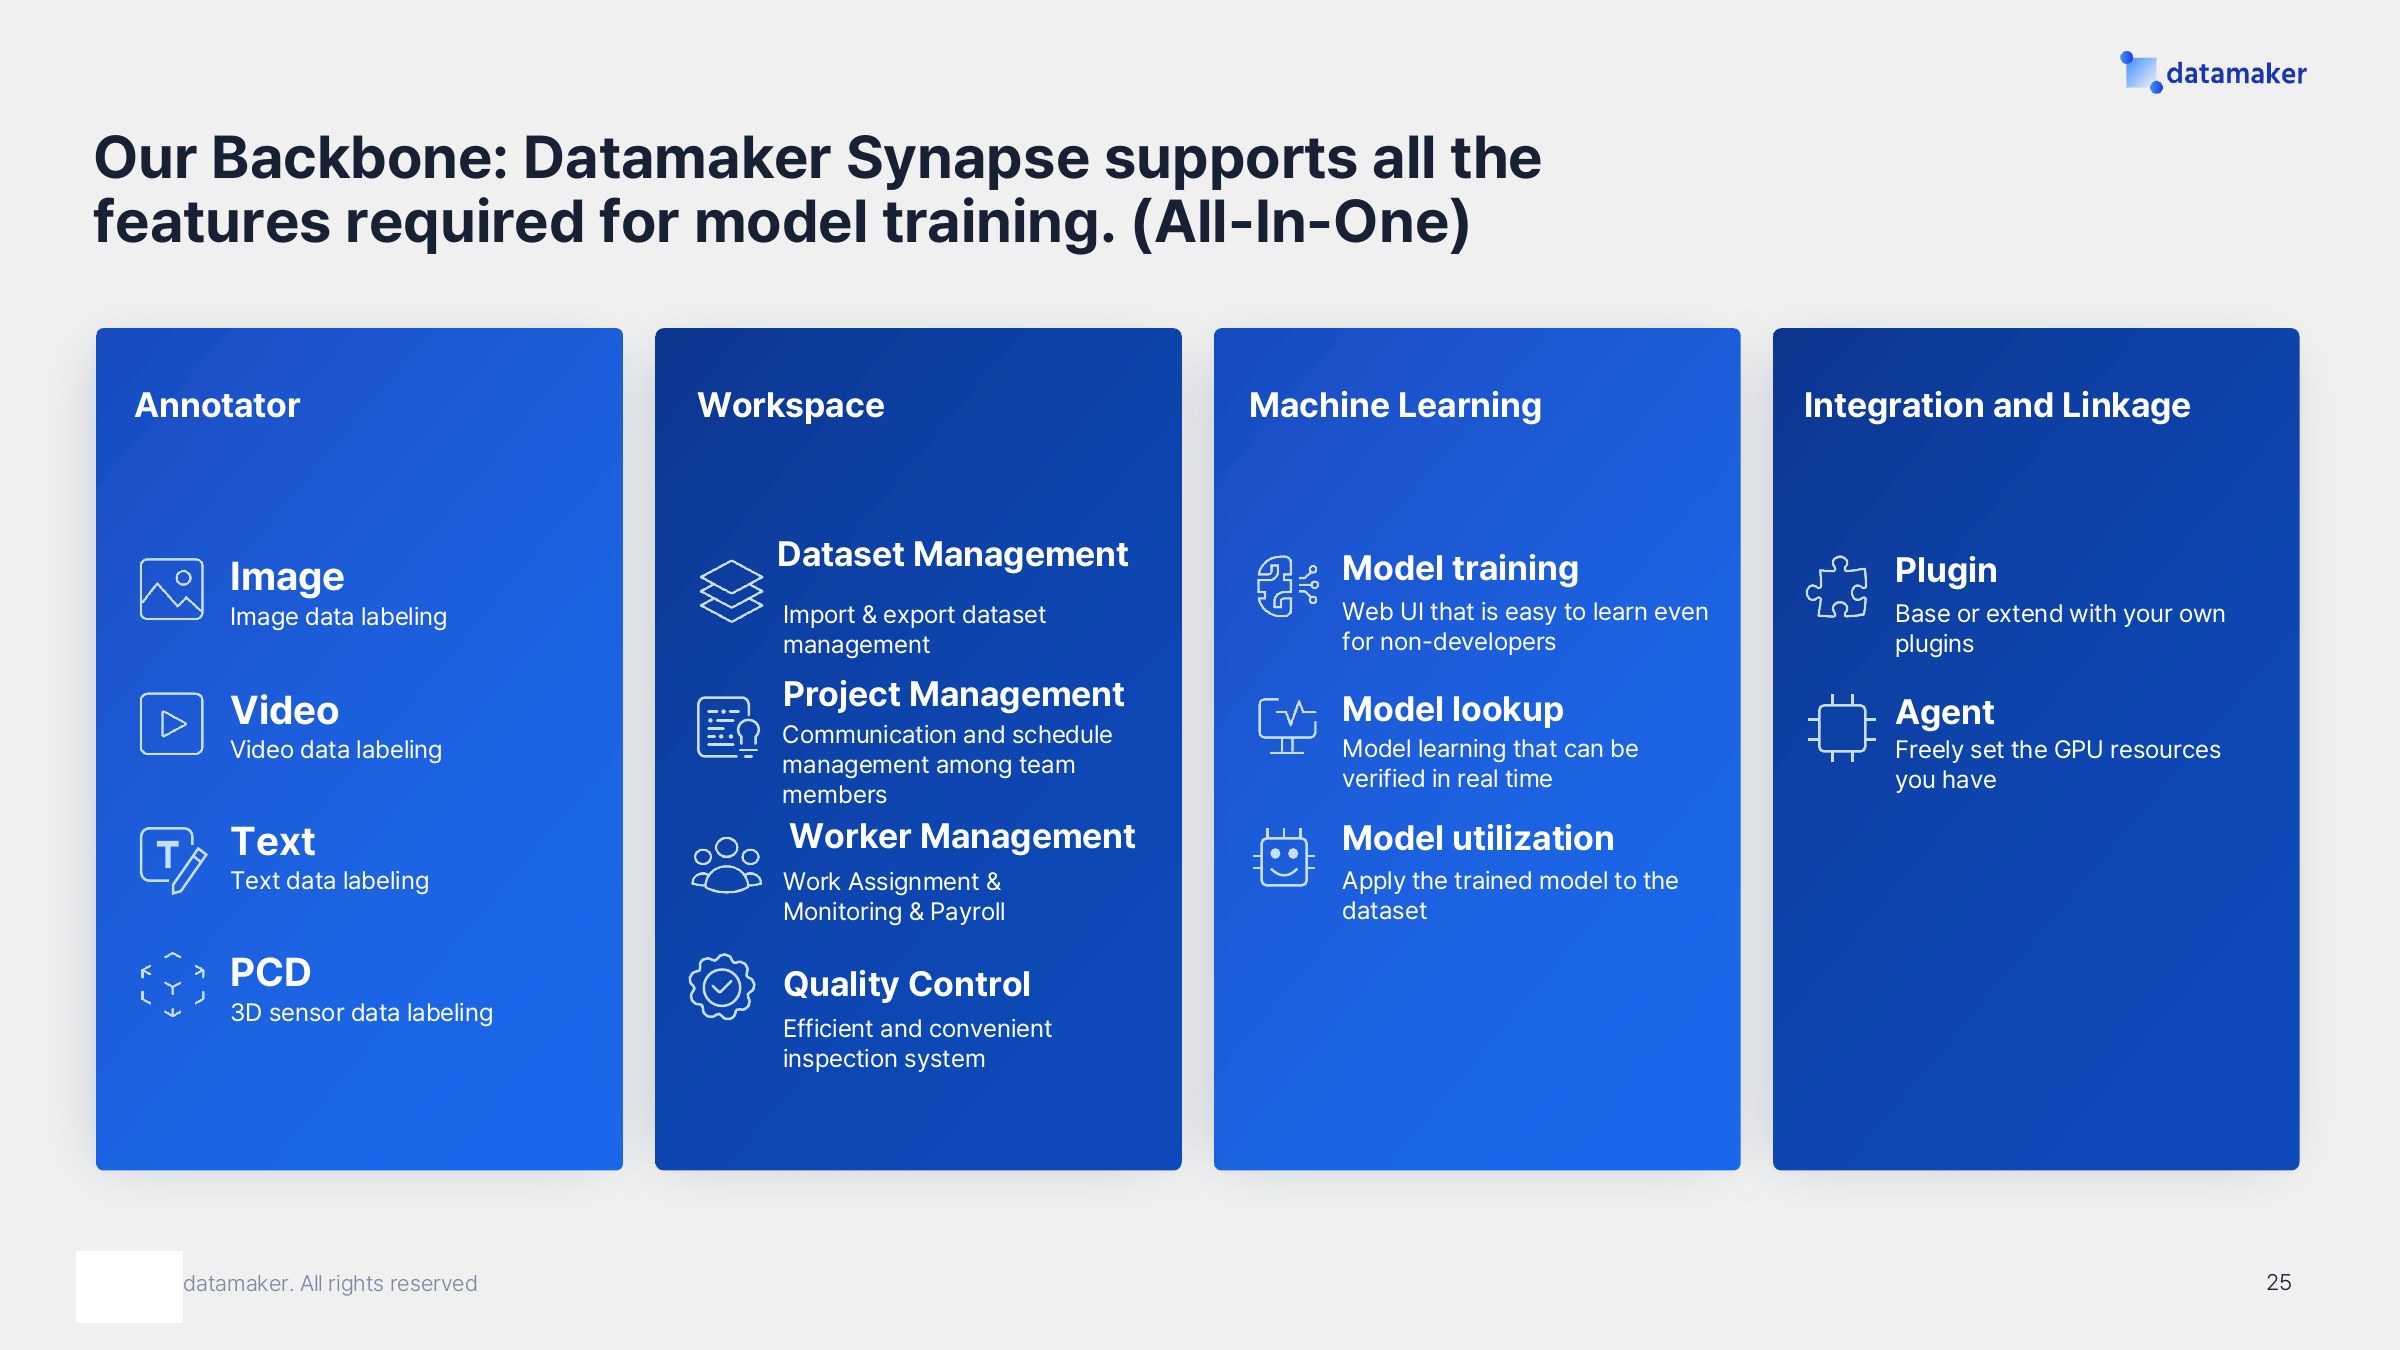 datamaker
Our Backbone: Datamaker Synapse supports all the
features required for model training. (All-In-One)
Annotator
Image
Image data labeling
Video
Video data labeling
Text
Text data labeling
PCD
3D sensor data labeling
Workspace
Dataset Management
Import & export dataset
management
Project Management
Communication and schedule
management among team
members
Worker Management
Work Assignment &
Monitoring & Payroll
Quality Control
Efficient and convenient
inspection system
Machine Learning
Model training
Web UI that is easy to learn even
for non-developers
Model lookup
Model learning that can be
verified in real time
Model utilization
Apply the trained model to the
dataset
Integration and Linkage
Plugin
Base or extend with your own
plugins
Agent
Freely set the GPU resources
you have
datamaker. All rights reserved
25